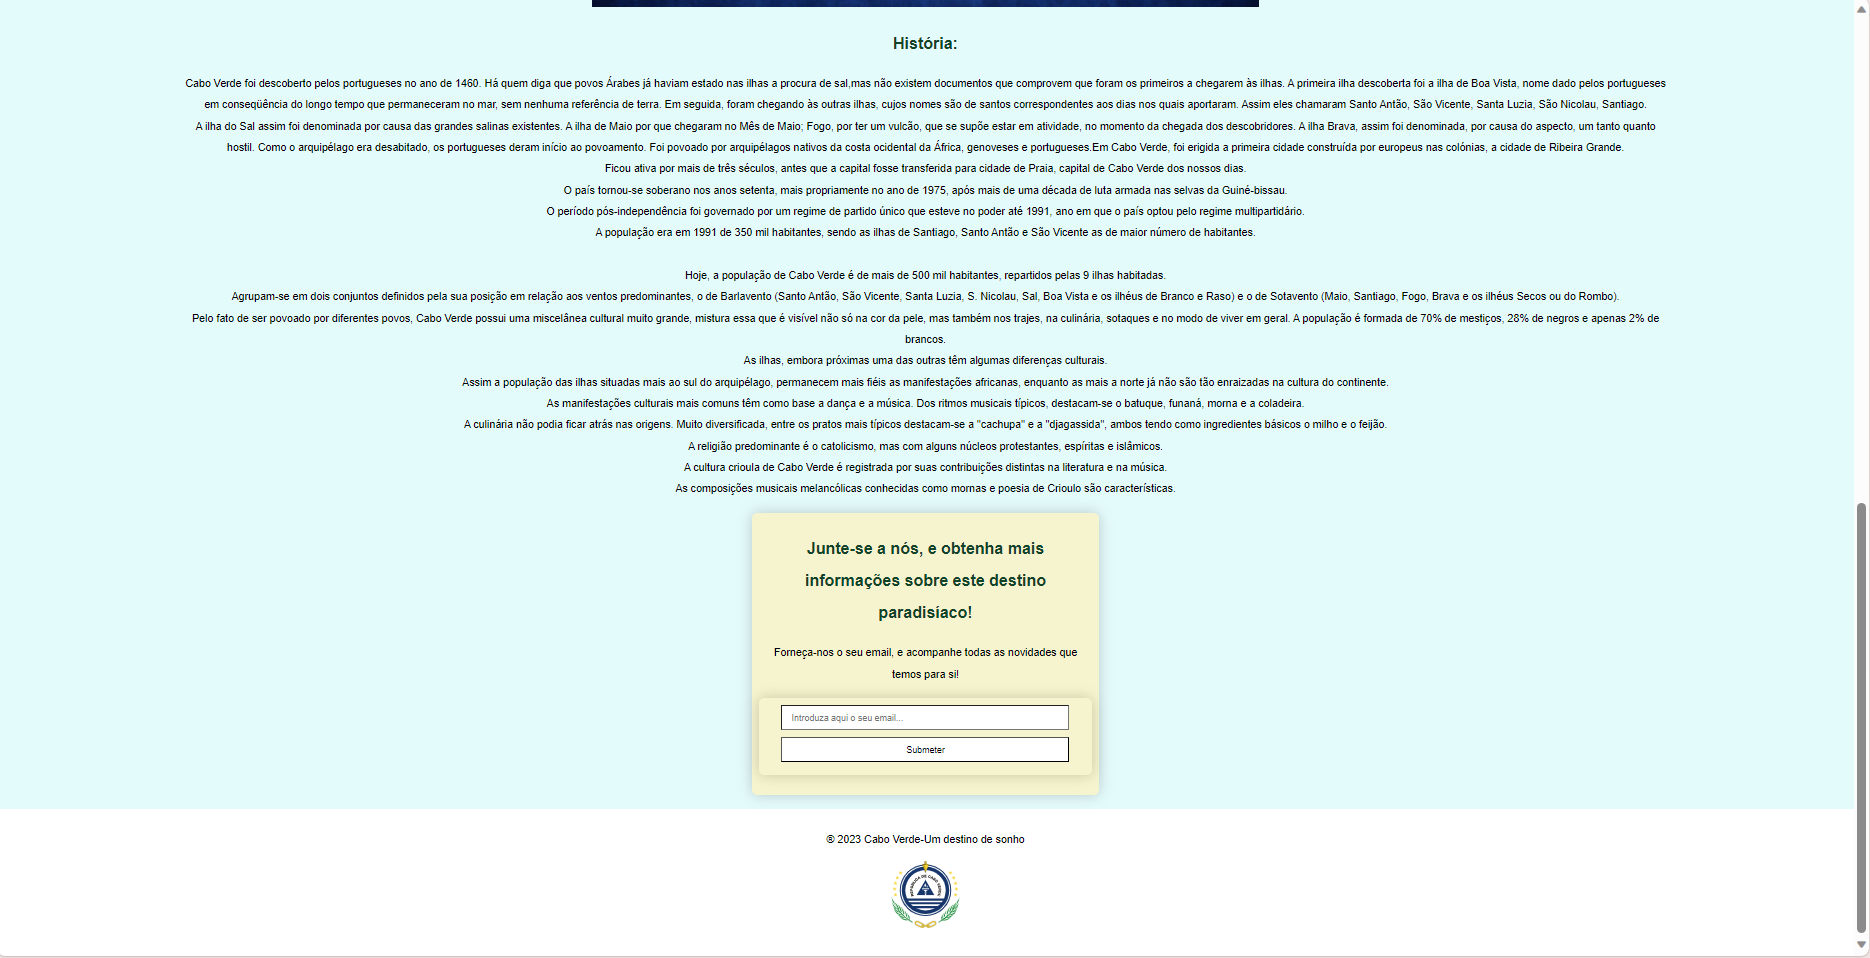 História:
Cabo Verde foi descoberto pelos portugueses no ano de 1460. Há quem diga que povos Árabes já haviam estado nas ilhas a procura de sal,mas não existem documentos que comprovem que foram os primeiros a chegarem às ilhas. A primeira ilha descoberta foi a ilha de Boa Vista, nome dado pelos portugueses
em conseqüência do longo tempo que permaneceram no mar, sem nenhuma referência de terra. Em seguida, foram chegando às outras ilhas, cujos nomes são de santos correspondentes aos dias nos quais aportaram. Assim eles chamaram Santo Antão, São Vicente, Santa Luzia, São Nicolau, Santiago.
A ilha do Sal assim foi denominada por causa das grandes salinas existentes. A ilha de Maio por que chegaram no Mês de Maio; Fogo, por ter um vulcão, que se supõe estar em atividade, no momento da chegada dos descobridores. A ilha Brava, assim foi denominada, por causa do aspecto, um tanto quanto
hostil. Como o arquipélago era desabitado, os portugueses deram início ao povoamento. Foi povoado por arquipélagos nativos da costa ocidental da África, genoveses e portugueses.Em Cabo Verde, foi erigida a primeira cidade construída por europeus nas colónias, a cidade de Ribeira Grande.
Ficou ativa por mais de três séculos, antes que a capital fosse transferida para cidade de Praia, capital de Cabo Verde dos nossos dias.
O país tornou-se soberano nos anos setenta, mais propriamente no ano de 1975, após mais de uma década de luta armada nas selvas da Guiné-bissau.
O período pós-independência foi governado por um regime de partido único que esteve no poder até 1991, ano em que o país optou pelo regime multipartidário.
A população era em 1991 de 350 mil habitantes, sendo as ilhas de Santiago, Santo Antão e São Vicente as de maior número de habitantes.
Hoje, a população de Cabo Verde é de mais de 500 mil habitantes, repartidos pelas 9 ilhas habitadas.
Agrupam-se em dois conjuntos definidos pela sua posição em relação aos ventos predominantes, o de Barlavento (Santo Antão, São Vicente, Santa Luzia, S. Nicolau, Sal, Boa Vista e os ilhéus de Branco e Raso) e o de Sotavento (Maio, Santiago, Fogo, Brava e os ilhéus Secos ou do Rombo).
Pelo fato de ser povoado por diferentes povos, Cabo Verde possui uma miscelânea cultural muito grande, mistura essa que é visível não só na cor da pele, mas também nos trajes, na culinária, sotaques e no modo de viver em geral. A população é formada de 70% de mestiços, 28% de negros e apenas 2% de
brancos.
As ilhas, embora próximas uma das outras têm algumas diferenças culturais.
Assim a população das ilhas situadas mais ao sul do arquipélago, permanecem mais fiéis as manifestações africanas, enquanto as mais a norte já não são tão enraizadas na cultura do continente.
As manifestações culturais mais comuns têm como base a dança e a música. Dos ritmos musicais típicos, destacam-se o batuque, funaná, morna e a coladeira.
A culinária não podia ficar atrás nas origens. Muito diversificada, entre os pratos mais típicos destacam-se a "cachupa" e a "djagassida", ambos tendo como ingredientes básicos o milho e o feijão.
A religião predominante é o catolicismo, mas com alguns núcleos protestantes, espíritas e islâmicos.
A cultura crioula de Cabo Verde é registrada por suas contribuições distintas na literatura e na música.
As composições musicais melancólicas conhecidas como mornas e poesia de Crioulo são características.
Junte-se a nós, e obtenha mais
informações sobre este destino
paradisíaco!
Forneça-nos o seu email, e acompanhe todas as novidades que
temos para si!
Introduza aqui o seu email...
Submeter
® 2023 Cabo Verde-Um destino de sonho
REPÚBLICA DE CABO VERDE